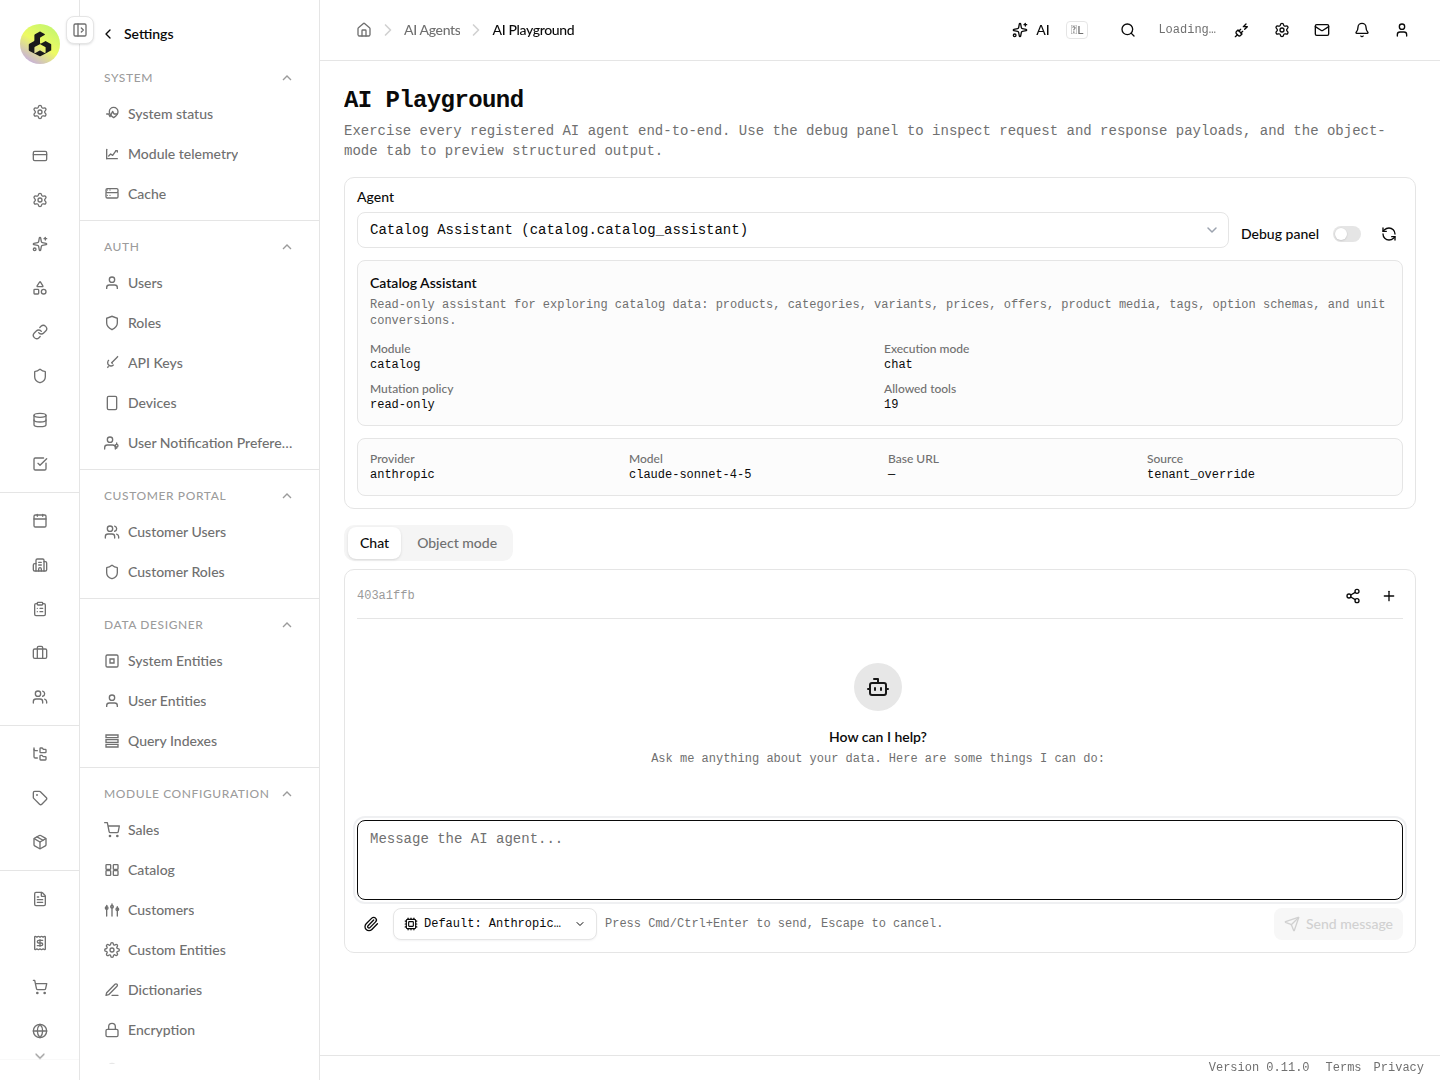 Settings
AI Agents
AI Playground
AI
L
Loading…
SYSTEM
System status
Module telemetry
Cache
AUTH
Users
Roles
API Keys
Devices
User Notification Prefere...
CUSTOMER PORTAL
Customer Users
Customer Roles
DATA DESIGNER
System Entities
User Entities
Query Indexes
MODULE CONFIGURATION
Sales
Catalog
Customers
Custom Entities
Dictionaries
Encryption
AI Playground
Exercise every registered AI agent end-to-end. Use the debug panel to inspect request and response payloads, and the object-
mode tab to preview structured output.
Agent
Catalog Assistant (catalog.catalog_assistant)
Debug panel
Catalog Assistant
Read-only assistant for exploring catalog data: products, categories, variants, prices, offers, product media, tags, option schemas, and unit
conversions.
Module
catalog
Execution mode
chat
Mutation policy
read-only
Allowed tools
19
Provider
anthropic
Model
claude-sonnet-4-5
Base URL
—
Source
tenant_override
Chat
Object mode
403a1ffb
How can I help?
Ask me anything about your data. Here are some things I can do:
Message the AI agent...
Default: Anthropic…
Press Cmd/Ctrl+Enter to send, Escape to cancel.
Send message
Version 0.11.0
Terms
Privacy